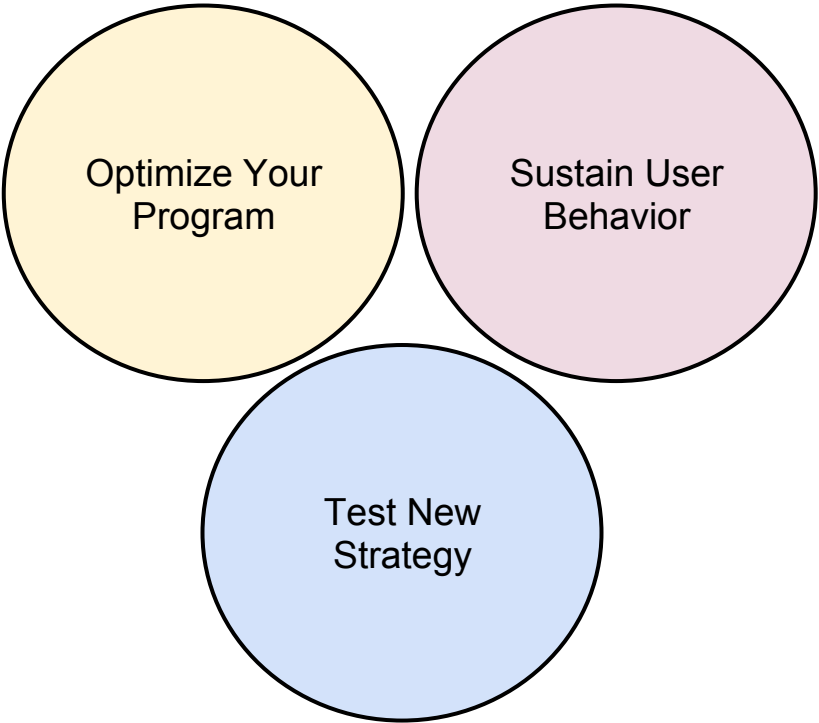 Optimize Your
Program
Sustain User
Behavior
Test New
Strategy